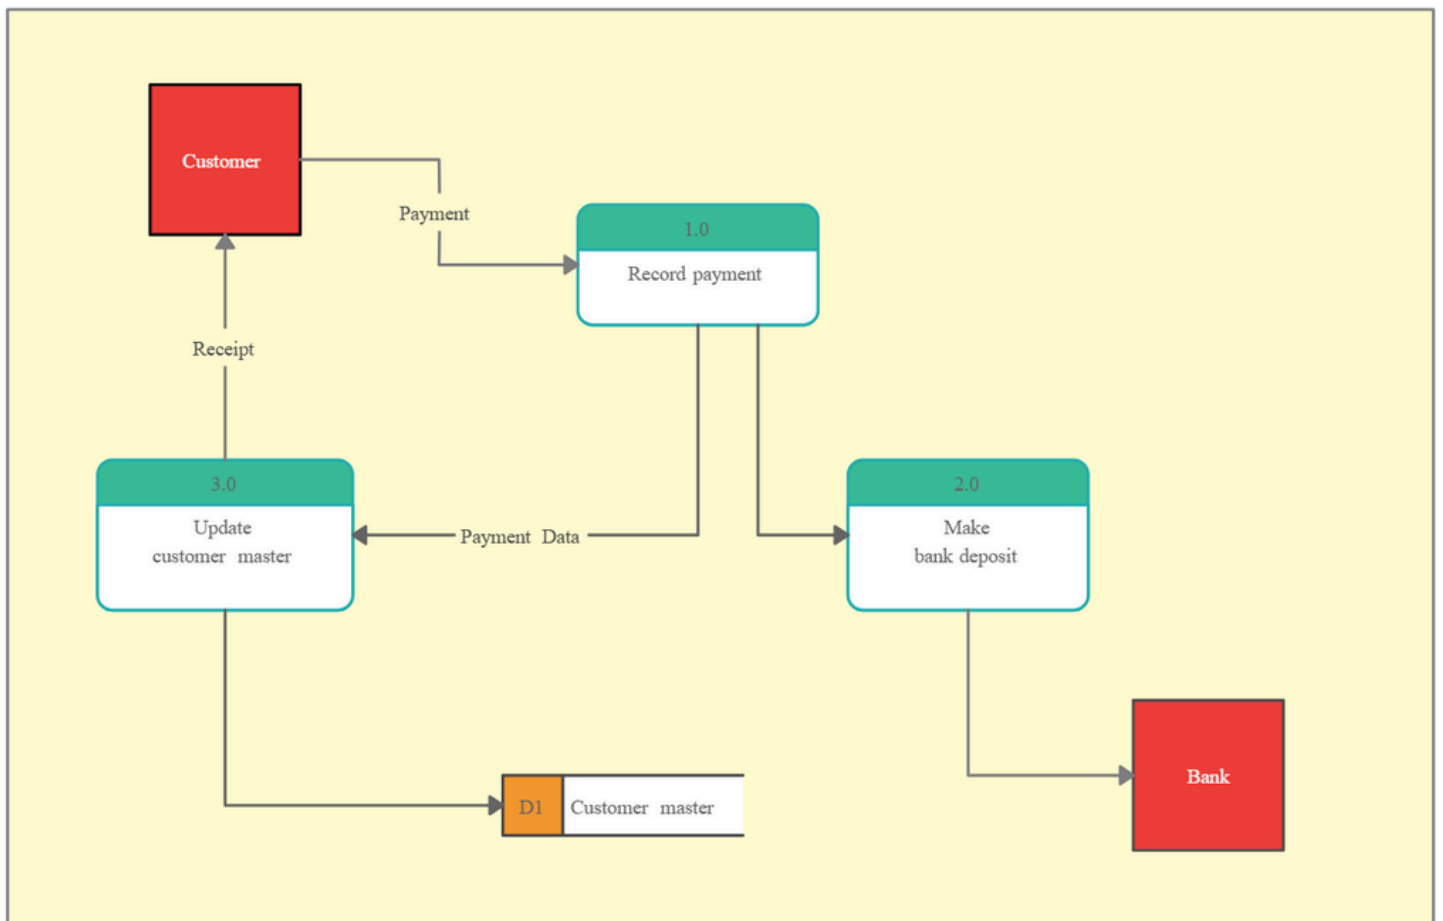 Customer
Payment
1.0
Record payment
Receipt
3.0
Update
customer master
Payment Data
2.0
Make
bank deposit
D1 Customer master
Bank